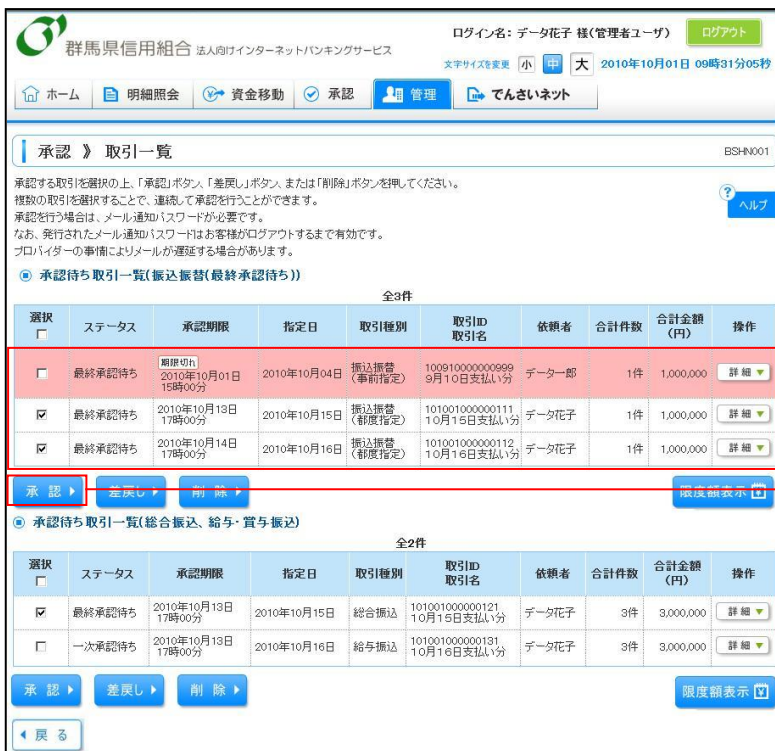 群馬県信用組合 法人向けインターネットバンキングサービス
ログイン名: データ花子 様(管理者ユーザ) ログアウト
文字サイズを変更 小 中 大 2010年10月01日 09時31分05秒
ホーム 明細照会 資金移動 承認 管理 でんさいネット
承認 》 取引一覧 BSHN001
承認する取引を選択の上、「承認」ボタン、「差戻し」ボタン、または「削除」ボタンを押してください。
複数の取引を選択することで、連続して承認を行うことができます。
承認を行う場合は、メール通知パスワードが必要です。
なお、発行されたメール通知パスワードはお客様がログアウトするまで有効です。
プロバイダーの事情によりメールが遅延する場合があります。
? ヘルプ
承認待ち取引一覧(振込振替(最終承認待ち))
全3件
選択 ステータス 承認期限 指定日 取引種別 取引ID 取引名 依頼者 合計件数 合計金額(円) 操作
最終承認待ち 期限切れ 2010年10月01日 15時00分 2010年10月04日 振込振替(事前指定) 100910000000999 9月10日支払い分 データ一郎 1件 1,000,000 詳細
最終承認待ち 2010年10月13日 17時00分 2010年10月15日 振込振替(都度指定) 101001000000111 10月15日支払い分 データ花子 1件 1,000,000 詳細
最終承認待ち 2010年10月14日 17時00分 2010年10月16日 振込振替(都度指定) 101001000000112 10月16日支払い分 データ花子 1件 1,000,000 詳細
承認 差戻し 削除 限度額表示
承認待ち取引一覧(総合振込、給与・賞与振込)
全2件
選択 ステータス 承認期限 指定日 取引種別 取引ID 取引名 依頼者 合計件数 合計金額(円) 操作
最終承認待ち 2010年10月13日 17時00分 2010年10月15日 総合振込 101001000000121 10月15日支払い分 データ花子 3件 3,000,000 詳細
一次承認待ち 2010年10月13日 17時00分 2010年10月16日 給与振込 101001000000131 10月16日支払い分 データ花子 3件 3,000,000 詳細
承認 差戻し 削除 限度額表示
戻る